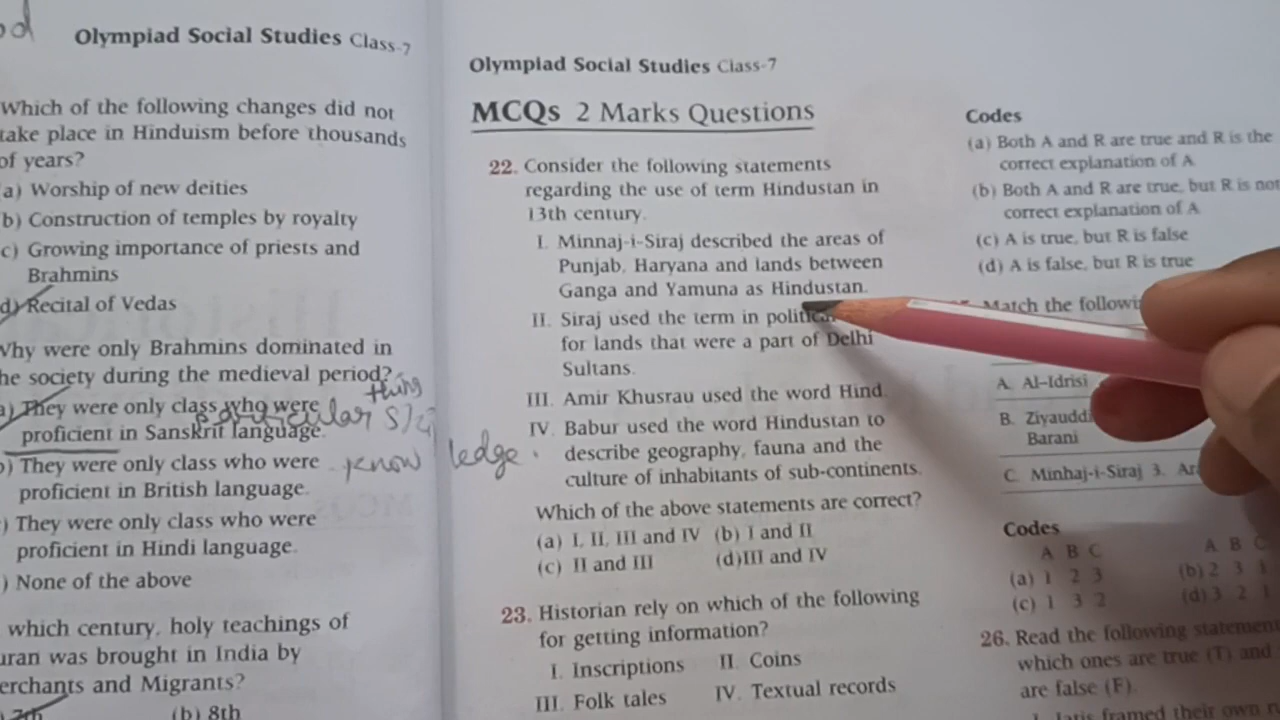 od
Olympiad Social Studies Class-7
Which of the following changes did not
take place in Hinduism before thousands
of years?
a) Worship of new deities
b) Construction of temples by royalty
c) Growing importance of priests and
Brahmins
d) Recital of Vedas
Why were only Brahmins dominated in
he society during the medieval period?
thing
a) They were only class who were
particular
proficient in Sanskrit language.
b) They were only class who were
know ledge.
proficient in British language.
) They were only class who were
proficient in Hindi language.
) None of the above
which century, holy teachings of
uran was brought in India by
erchants and Migrants?
7th (b) 8th
Olympiad Social Studies Class-7
MCQs 2 Marks Questions
22. Consider the following statements
regarding the use of term Hindustan in
13th century.
I. Minnaj-i-Siraj described the areas of
Punjab, Haryana and lands between
Ganga and Yamuna as Hindustan.
II. Siraj used the term in political
for lands that were a part of Delhi
Sultans.
III. Amir Khusrau used the word Hind.
IV. Babur used the word Hindustan to
describe geography, fauna and the
culture of inhabitants of sub-continents.
Which of the above statements are correct?
(a) I, II, III and IV (b) I and II
(c) II and III (d)III and IV
23. Historian rely on which of the following
for getting information?
I. Inscriptions II. Coins
III. Folk tales IV. Textual records
Codes
(a) Both A and R are true and R is the
correct explanation of A
(b) Both A and R are true, but R is not
correct explanation of A
(c) A is true, but R is false
(d) A is false, but R is true
Match the followi
A. Al-Idrisi
B. Ziyauddi
Barani
C. Minhaj-i-Siraj 3. Ar
Codes
A B C A B C
(a) 1 2 3 (b) 2 3 1
(c) 1 3 2 (d) 3 2 1
26. Read the following statemen
which ones are true (T) and
are false (F).
I. Jatis framed their own r